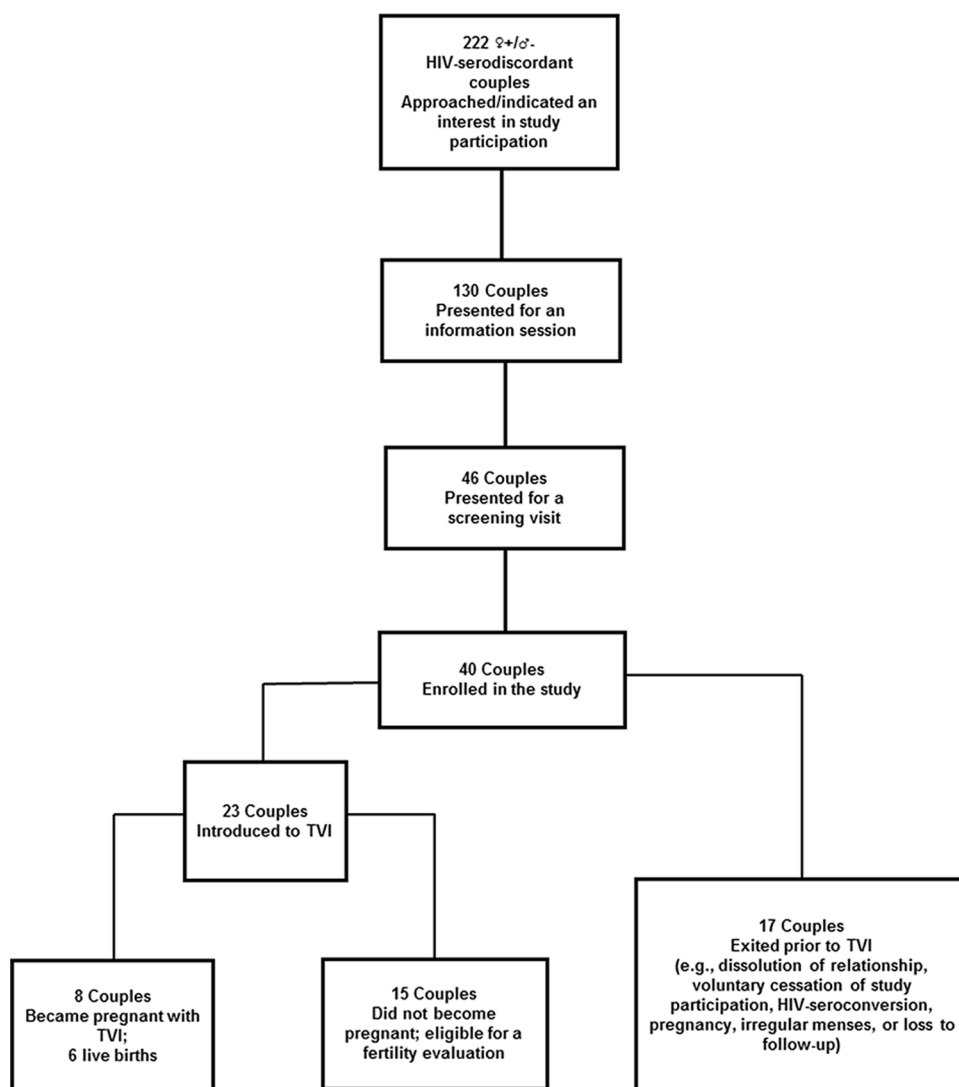 222 ♀+/♂-
HIV-serodiscordant
couples
Approached/indicated an
interest in study
participation
130 Couples
Presented for an
information session
46 Couples
Presented for a
screening visit
40 Couples
Enrolled in the study
23 Couples
Introduced to TVI
8 Couples
Became pregnant with
TVI;
6 live births
15 Couples
Did not become
pregnant; eligible for a
fertility evaluation
17 Couples
Exited prior to TVI
(e.g., dissolution of relationship,
voluntary cessation of study
participation, HIV-seroconversion,
pregnancy, irregular menses, or loss to
follow-up)